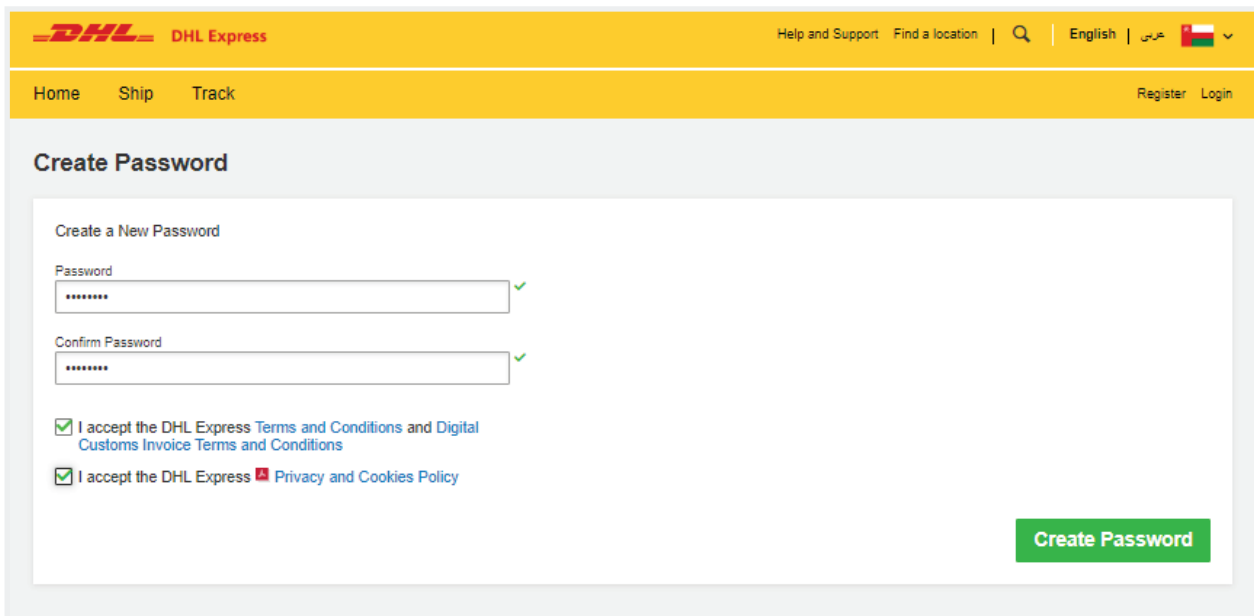 DHL DHL Express
Help and Support Find a location | English | عربي
Home Ship Track
Register Login
Create Password
Create a New Password
Password
••••••••
Confirm Password
••••••••
I accept the DHL Express Terms and Conditions and Digital
Customs Invoice Terms and Conditions
I accept the DHL Express Privacy and Cookies Policy
Create Password